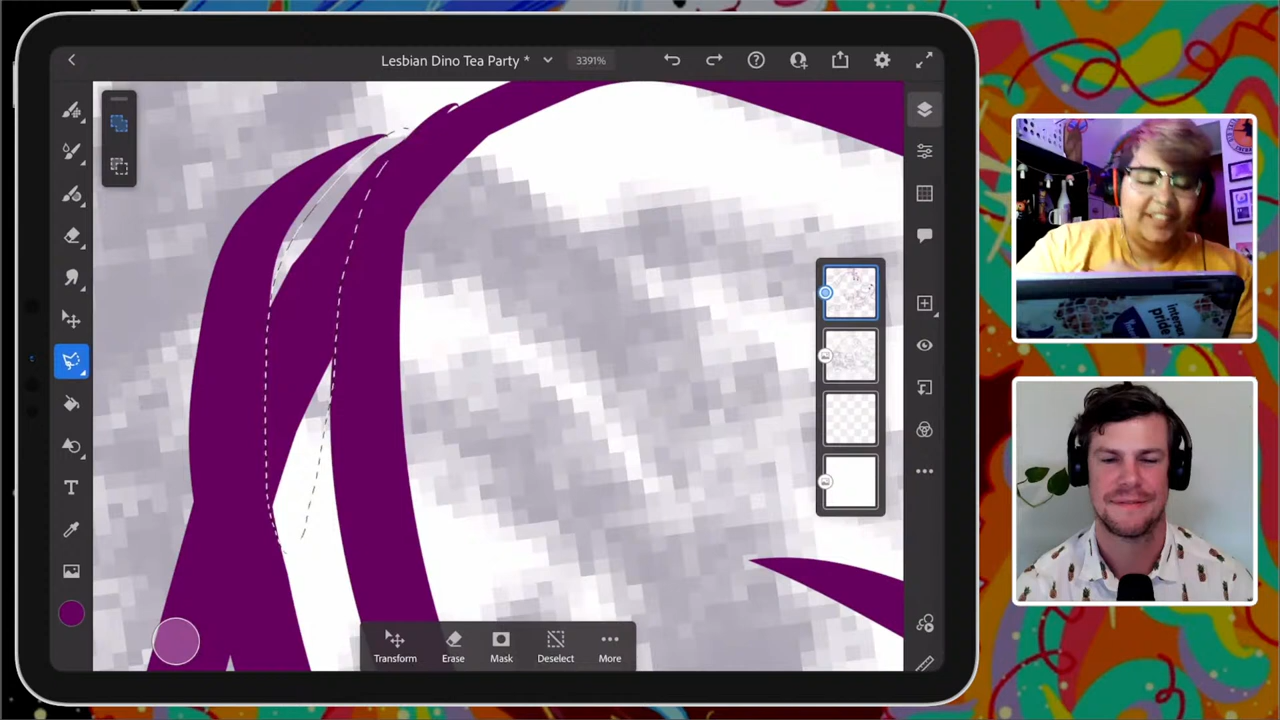 Lesbian Dino Tea Party *
3391%
T
Transform
Erase
Mask
Deselect
More
pride